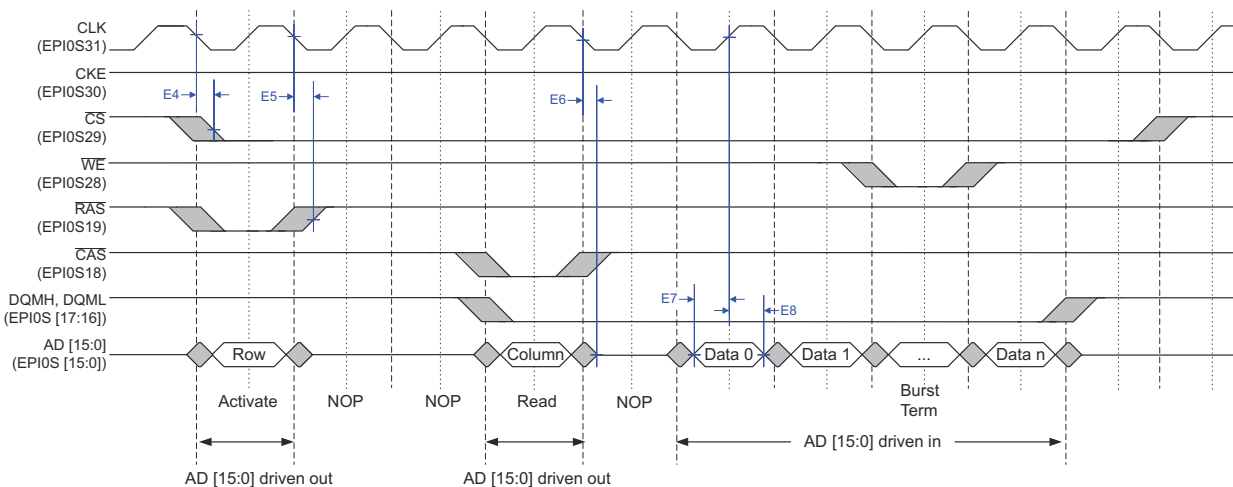 CLK
(EPI0S31)
CKE
(EPI0S30)
E4
E5
E6
CS
(EPI0S29)
WE
(EPI0S28)
RAS
(EPI0S19)
CAS
(EPI0S18)
DQMH, DQML
(EPI0S [17:16])
E7
E8
AD [15:0]
(EPI0S [15:0])
Row
Column
Data 0
Data 1
...
Data n
Activate
NOP
NOP
Read
NOP
Burst
Term
AD [15:0] driven in
AD [15:0] driven out
AD [15:0] driven out